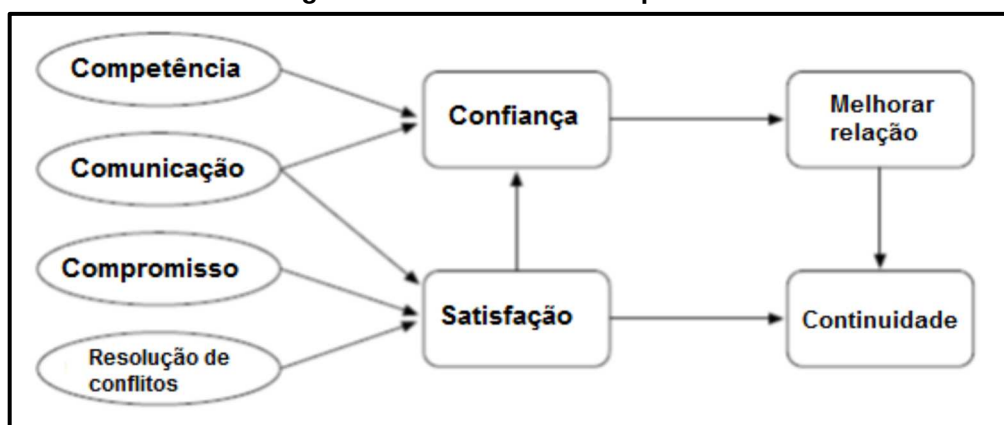 Competência
Confiança
Melhorar
relação
Comunicação
Compromisso
Satisfação
Continuidade
Resolução de
conflitos